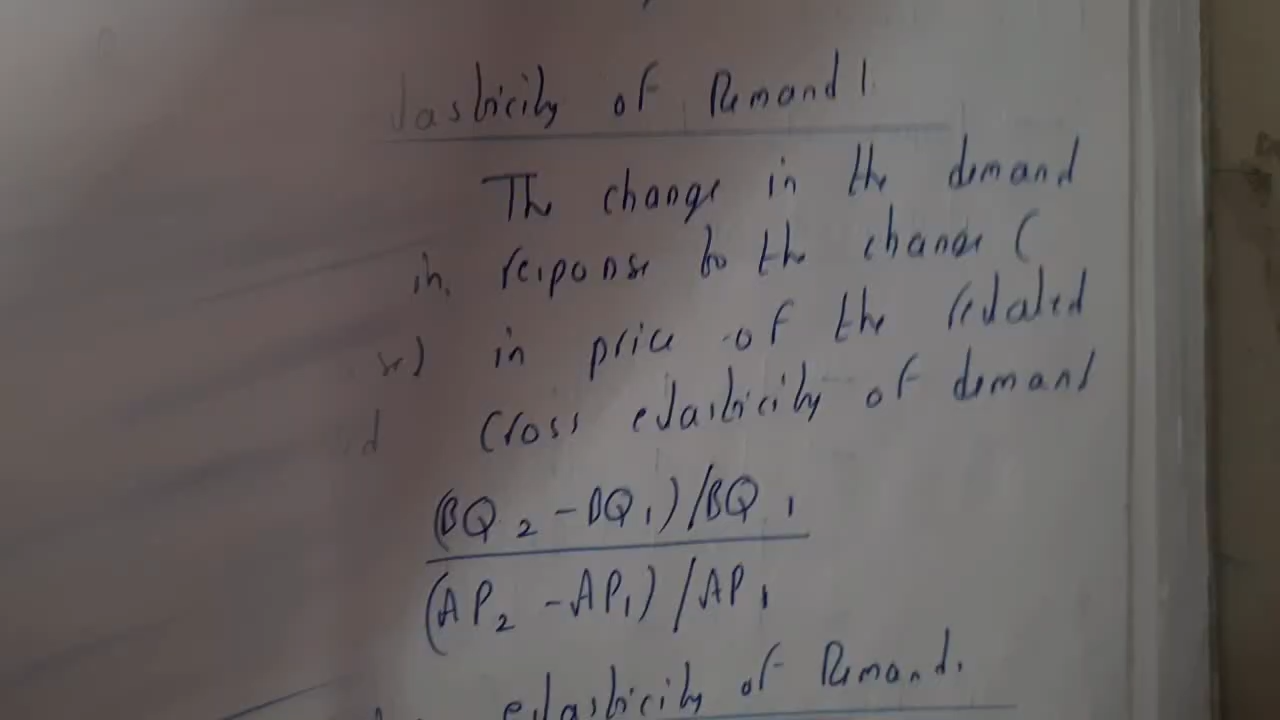 lasticity of Demand
The change in the demand
in response to the change (
se) in price of the related
d Cross elasticity of demand
(BQ2 - BQ1) / BQ1
(AP2 - AP1) / AP1
elasticity of Demand.